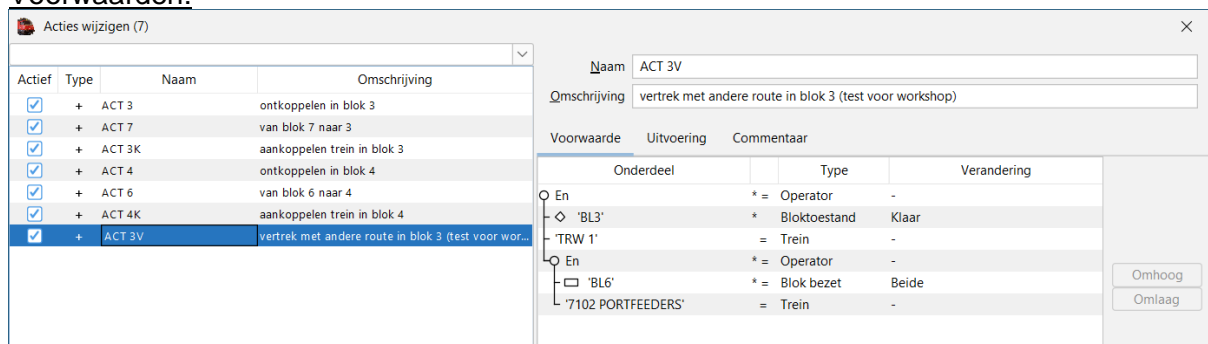 Voorwaarden:
Acties wijzigen (7)
Actief Type Naam Omschrijving
+ ACT 3 ontkoppelen in blok 3
+ ACT 7 van blok 7 naar 3
+ ACT 3K aankoppelen trein in blok 3
+ ACT 4 ontkoppelen in blok 4
+ ACT 6 van blok 6 naar 4
+ ACT 4K aankoppelen trein in blok 4
+ ACT 3V vertrek met andere route in blok 3 (test voor wor...
Naam ACT 3V
Omschrijving vertrek met andere route in blok 3 (test voor workshop)
Voorwaarde Uitvoering Commentaar
Onderdeel Type Verandering
En * = Operator -
'BL3' * Bloktoestand Klaar
'TRW 1' = Trein -
En * = Operator -
'BL6' * = Blok bezet Beide
'7102 PORTFEEDERS' = Trein -
Omhoog
Omlaag